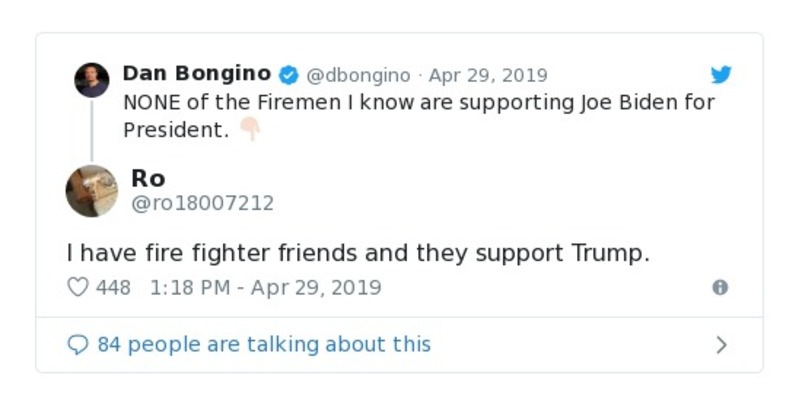 Dan Bongino @dbongino · Apr 29, 2019
NONE of the Firemen I know are supporting Joe Biden for
President. 👇🏻
Ro
@ro18007212
I have fire fighter friends and they support Trump.
448 1:18 PM - Apr 29, 2019
84 people are talking about this